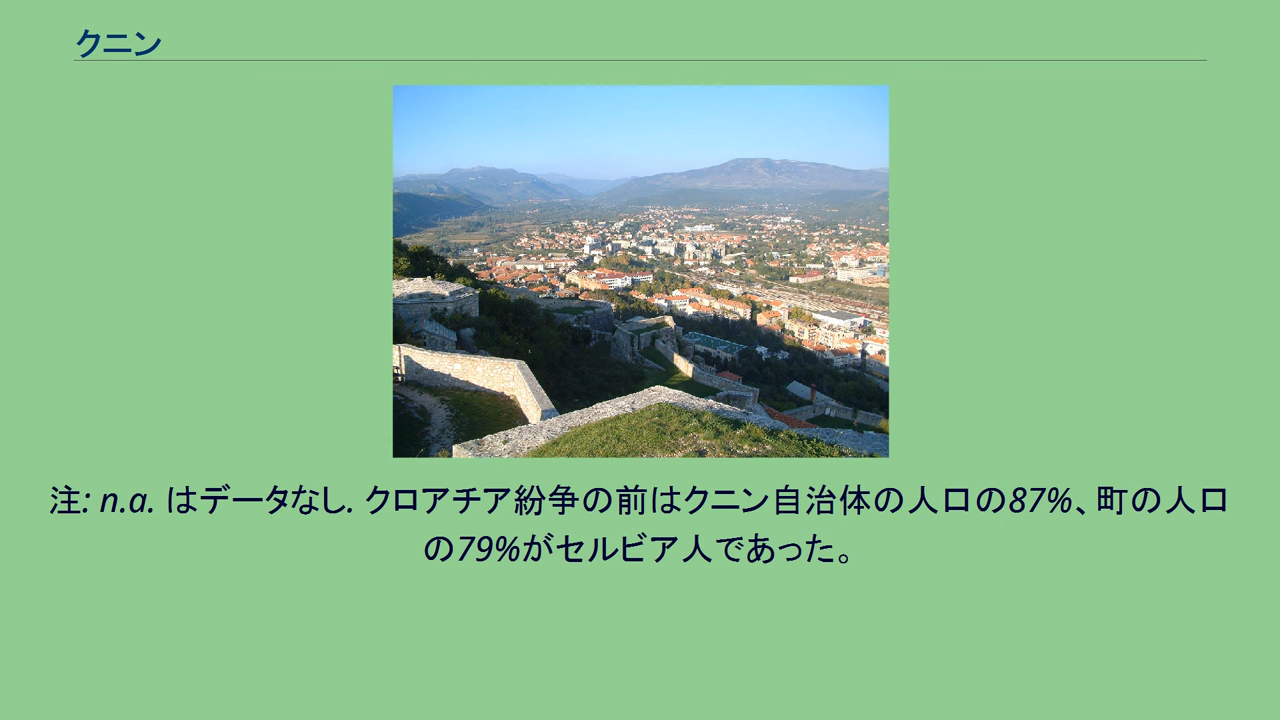 クニン
注: n.a. はデータなし. クロアチア紛争の前はクニン自治体の人口の87%、町の人口
の79%がセルビア人であった。